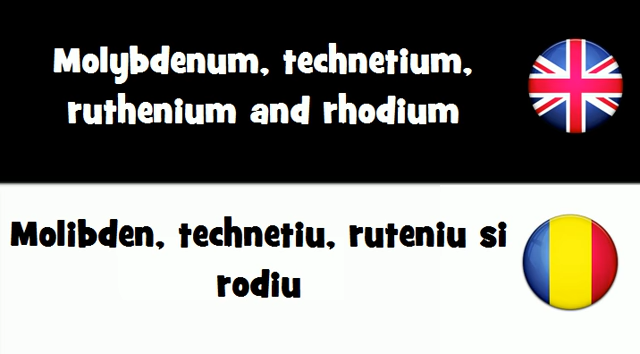 Molybdenum, technetium,
ruthenium and rhodium
Molibden, technetiu, ruteniu si
rodiu